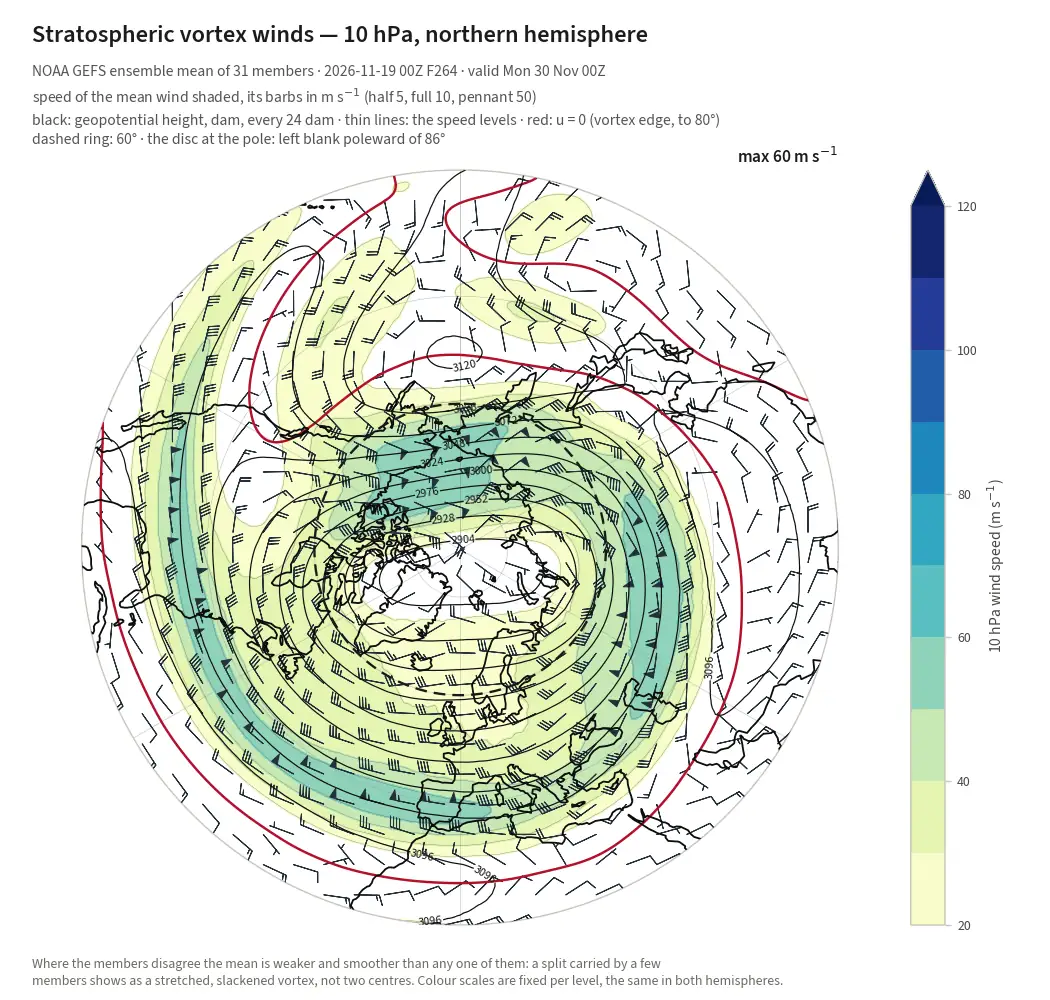 Stratospheric vortex winds — 10 hPa, northern hemisphere
NOAA GEFS ensemble mean of 31 members · 2026-11-19 00Z F264 · valid Mon 30 Nov 00Z
speed of the mean wind shaded, its barbs in m s⁻¹ (half 5, full 10, pennant 50)
black: geopotential height, dam, every 24 dam · thin lines: the speed levels · red: u = 0 (vortex edge, to 80°)
dashed ring: 60° · the disc at the pole: left blank poleward of 86°
max 60 m s⁻¹
120
100
80
60
40
20
10 hPa wind speed (m s⁻¹)
3120
3024
3000
2976
2952
2928
2904
3096
3096
3096
Where the members disagree the mean is weaker and smoother than any one of them: a split carried by a few
members shows as a stretched, slackened vortex, not two centres. Colour scales are fixed per level, the same in both hemispheres.